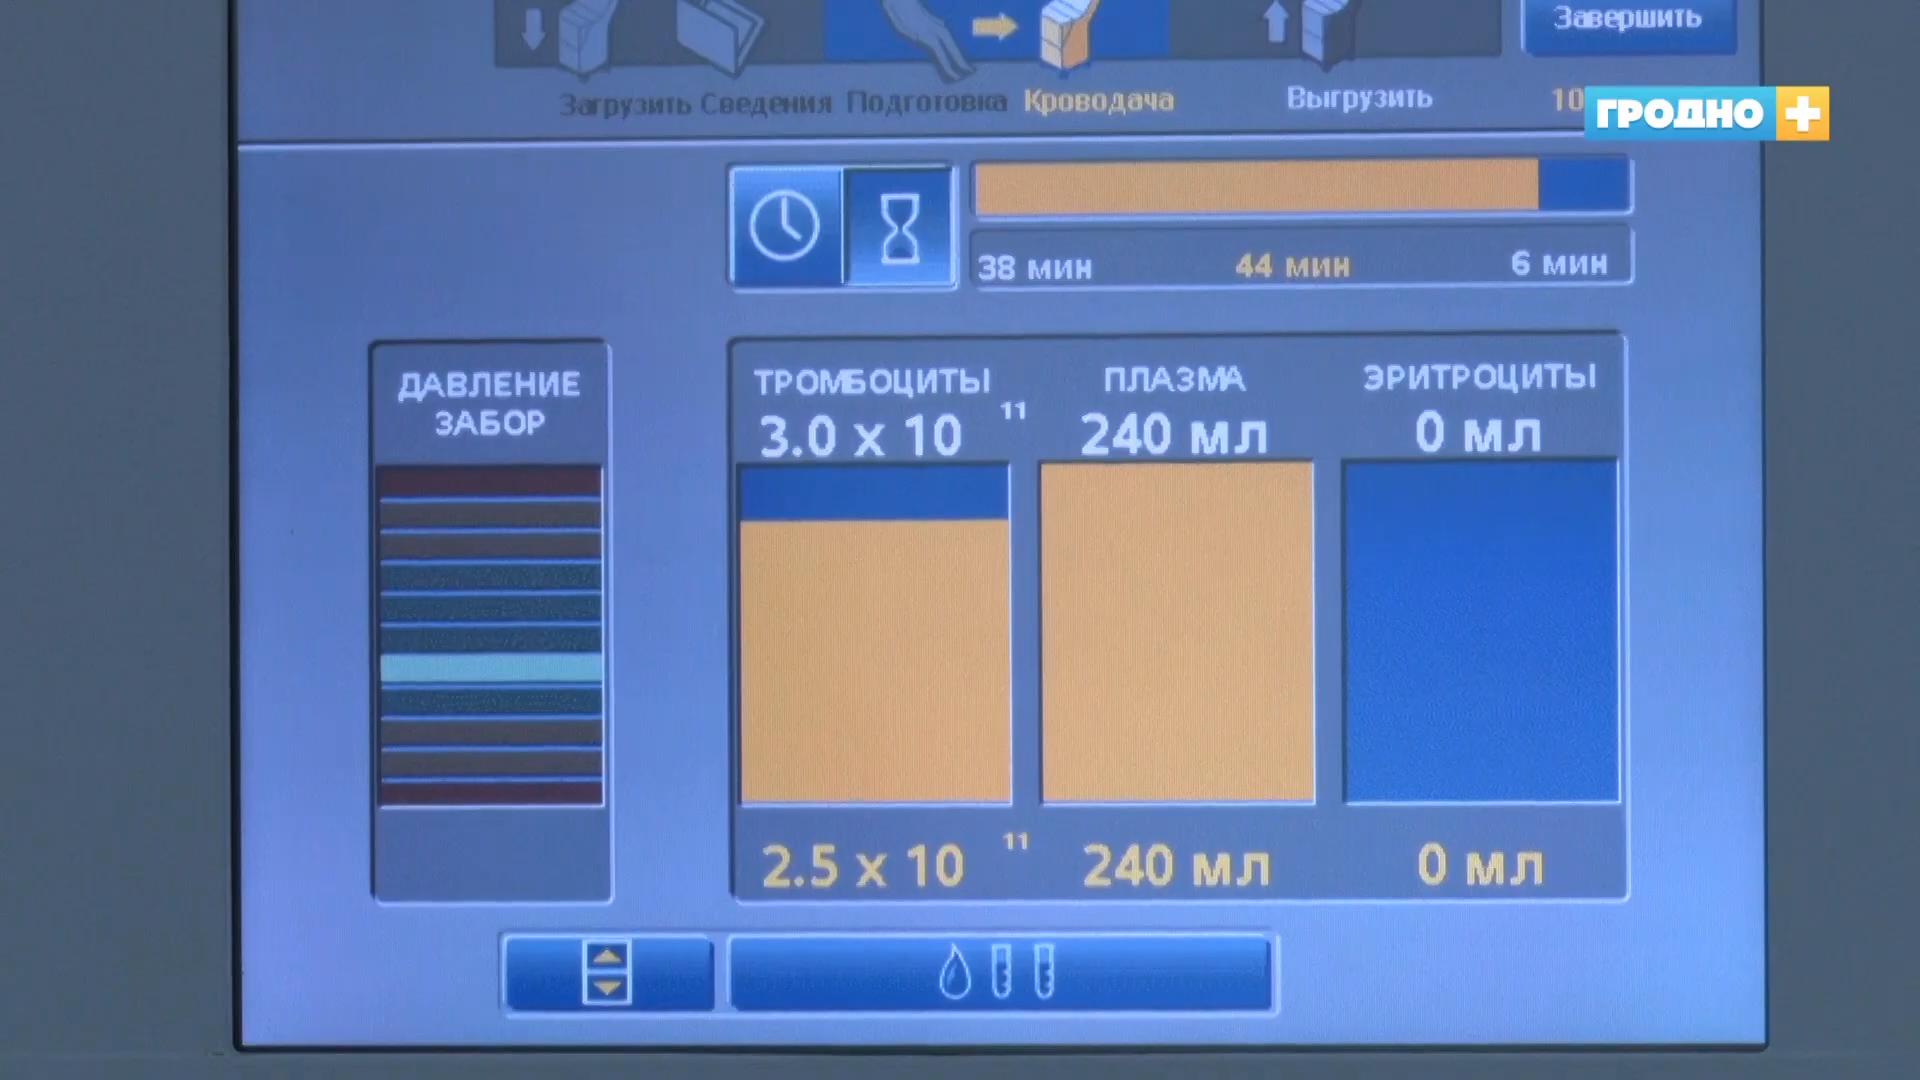 Завершить
Загрузить Сведения Подготовка Кроводача Выгрузить 10
ГРОДНО +
38 мин 44 мин 6 мин
ДАВЛЕНИЕ
ЗАБОР
ТРОМБОЦИТЫ ПЛАЗМА ЭРИТРОЦИТЫ
3.0 x 10 11 240 мл 0 мл
2.5 x 10 11 240 мл 0 мл